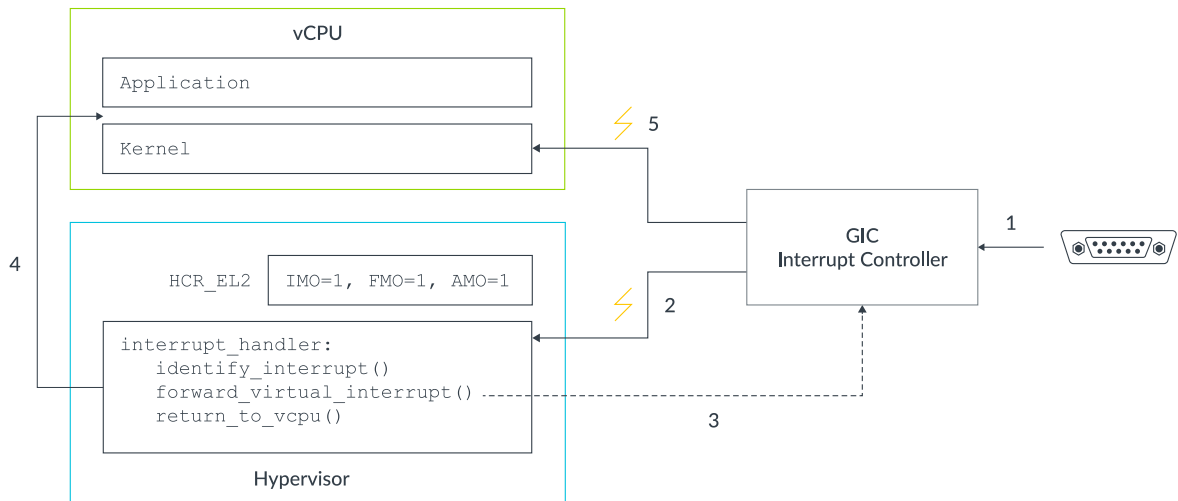 vCPU
Application
Kernel
5
GIC
Interrupt Controller
1
4
HCR_EL2
IMO=1, FMO=1, AMO=1
2
interrupt_handler:
identify_interrupt()
forward_virtual_interrupt()
return_to_vcpu()
3
Hypervisor